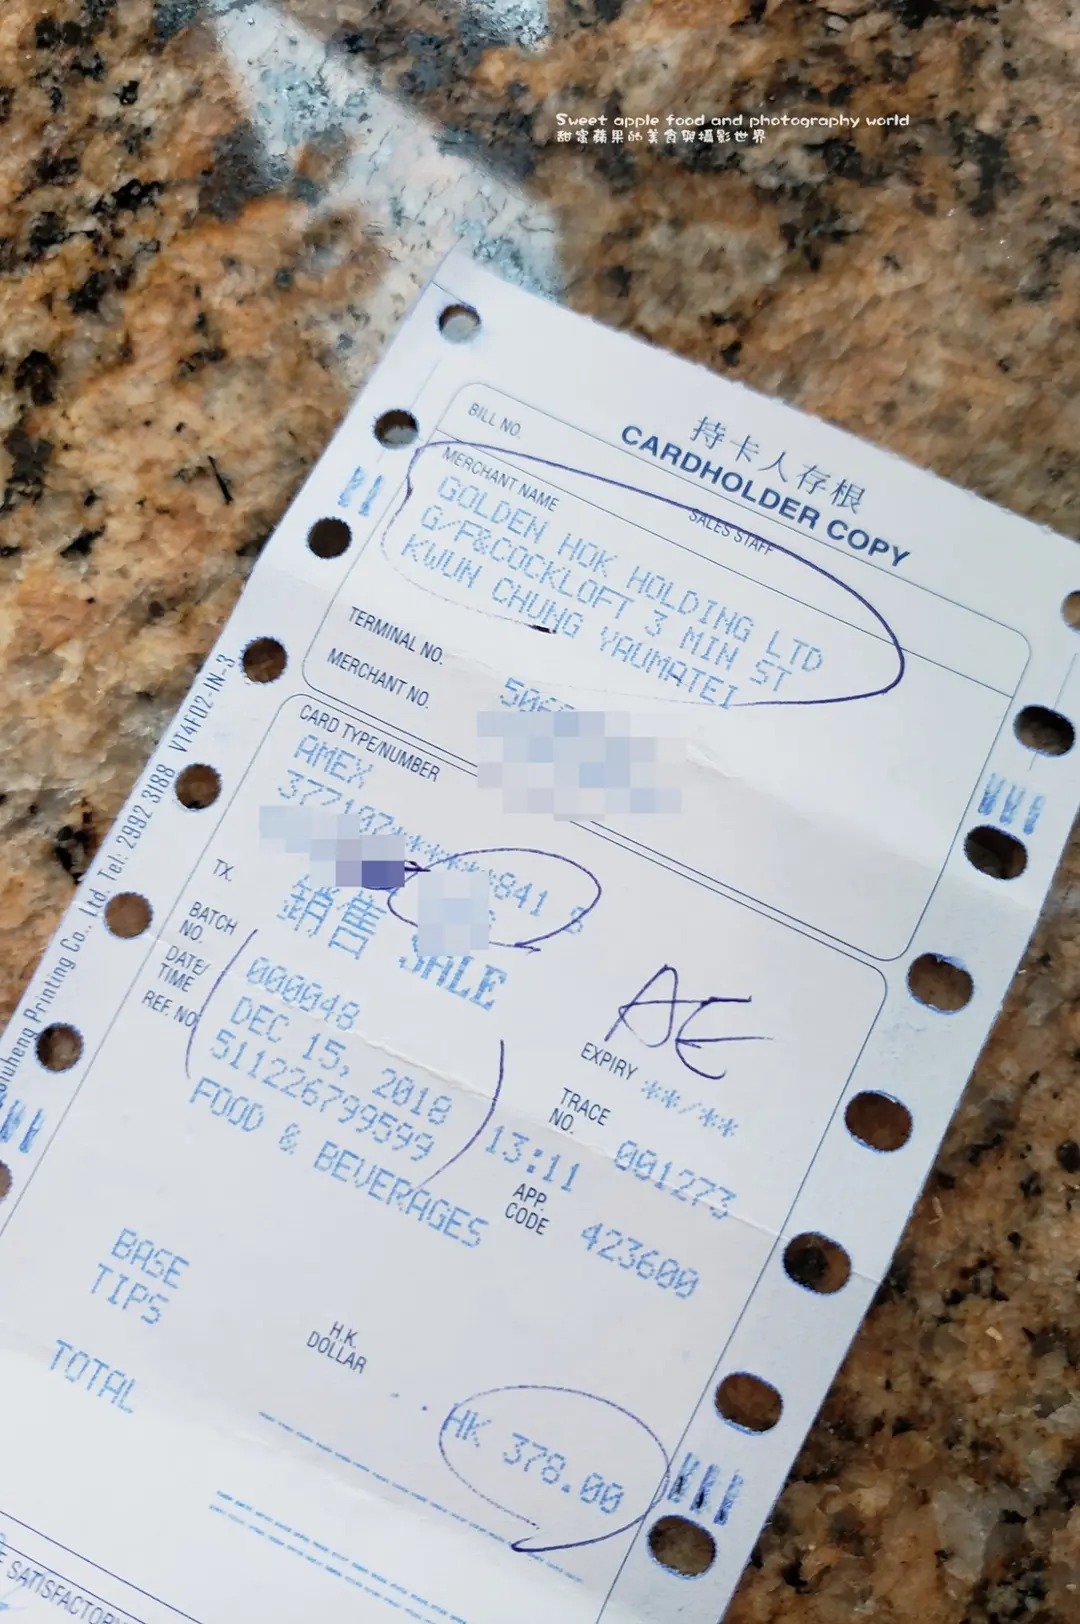 Sweet apple food and photography world
甜蜜蘋果的美食與攝影世界
持卡人存根
CARDHOLDER COPY
BILL NO.
MERCHANT NAME
SALES STAFF
GOLDEN HOK HOLDING LTD
G/F&COCKLOFT 3 MIN ST
KWUN CHUNG YAUMATEI
TERMINAL NO.
MERCHANT NO.
CARD TYPE/NUMBER
AMEX
377107******841 S
TX.
銷售 SALE
AE
BATCH NO. 000048
EXPIRY **/**
DATE/TIME DEC 15, 2018 13:11
TRACE NO. 001273
REF. NO. 511226799599
APP. CODE 423600
FOOD & BEVERAGES
BASE
TIPS
H.K. DOLLAR
TOTAL HK 378.00
Printing Co., Ltd. Tel: 2992 3188 VT4F02-IN-3
SATISFACTORY